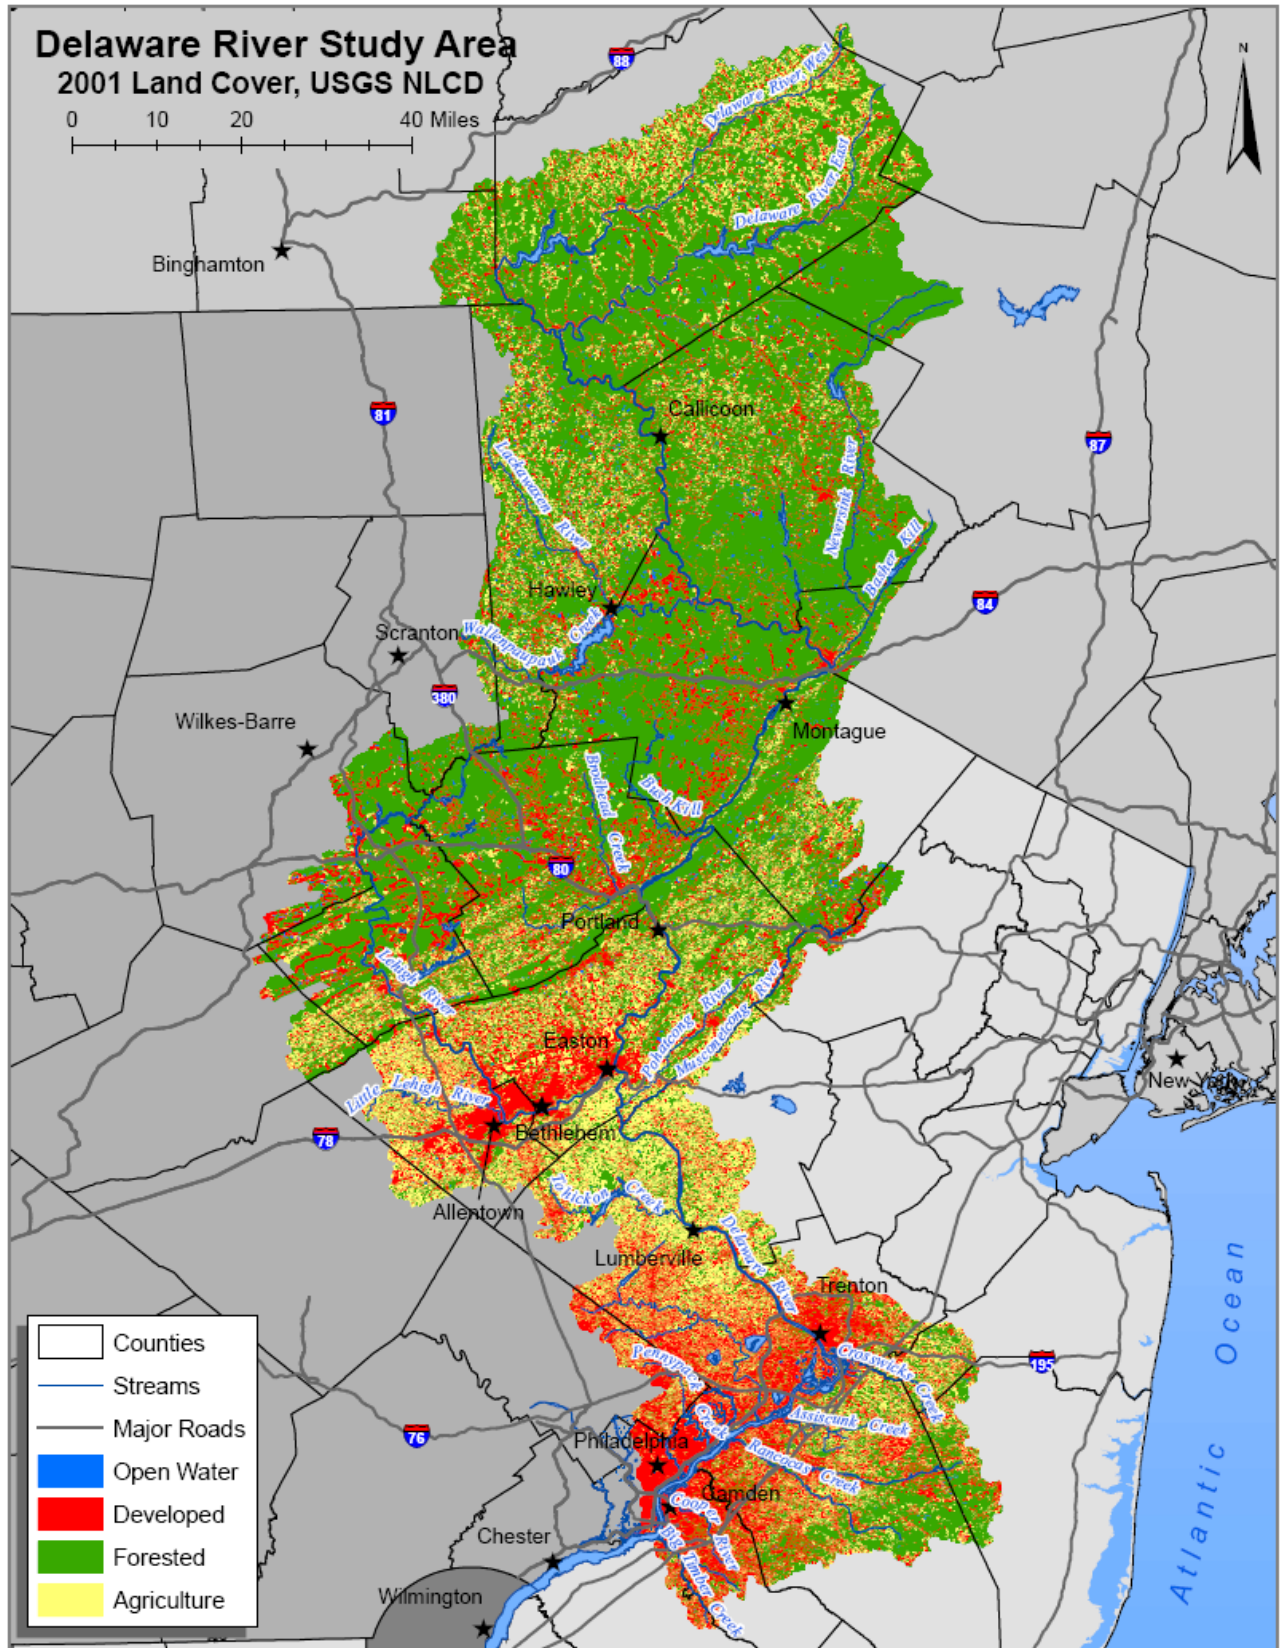 Delaware River Study Area
2001 Land Cover, USGS NLCD
0 10 20 40 Miles
N
88
Delaware River, West
Delaware River, East
Binghamton
81
Callicoon
87
Lackawaxen River
Neversink River
Basher Kill
Hawley
84
Wallenpaupauk Creek
Scranton
380
Wilkes-Barre
Montague
Brodhead Creek
Bush Kill
80
Portland
Lehigh River
Pohatcong River
Musconetcong River
Easton
New York
Little Lehigh River
78
Bethlehem
Allentown
Tohickon Creek
Lumberville
Delaware River
Trenton
195
Crosswicks Creek
Pennypack Creek
Assiscunk Creek
76
Philadelphia
Rancocas Creek
Camden
Cooper River
Big Timber Creek
Chester
Wilmington
Atlantic Ocean
Counties
Streams
Major Roads
Open Water
Developed
Forested
Agriculture